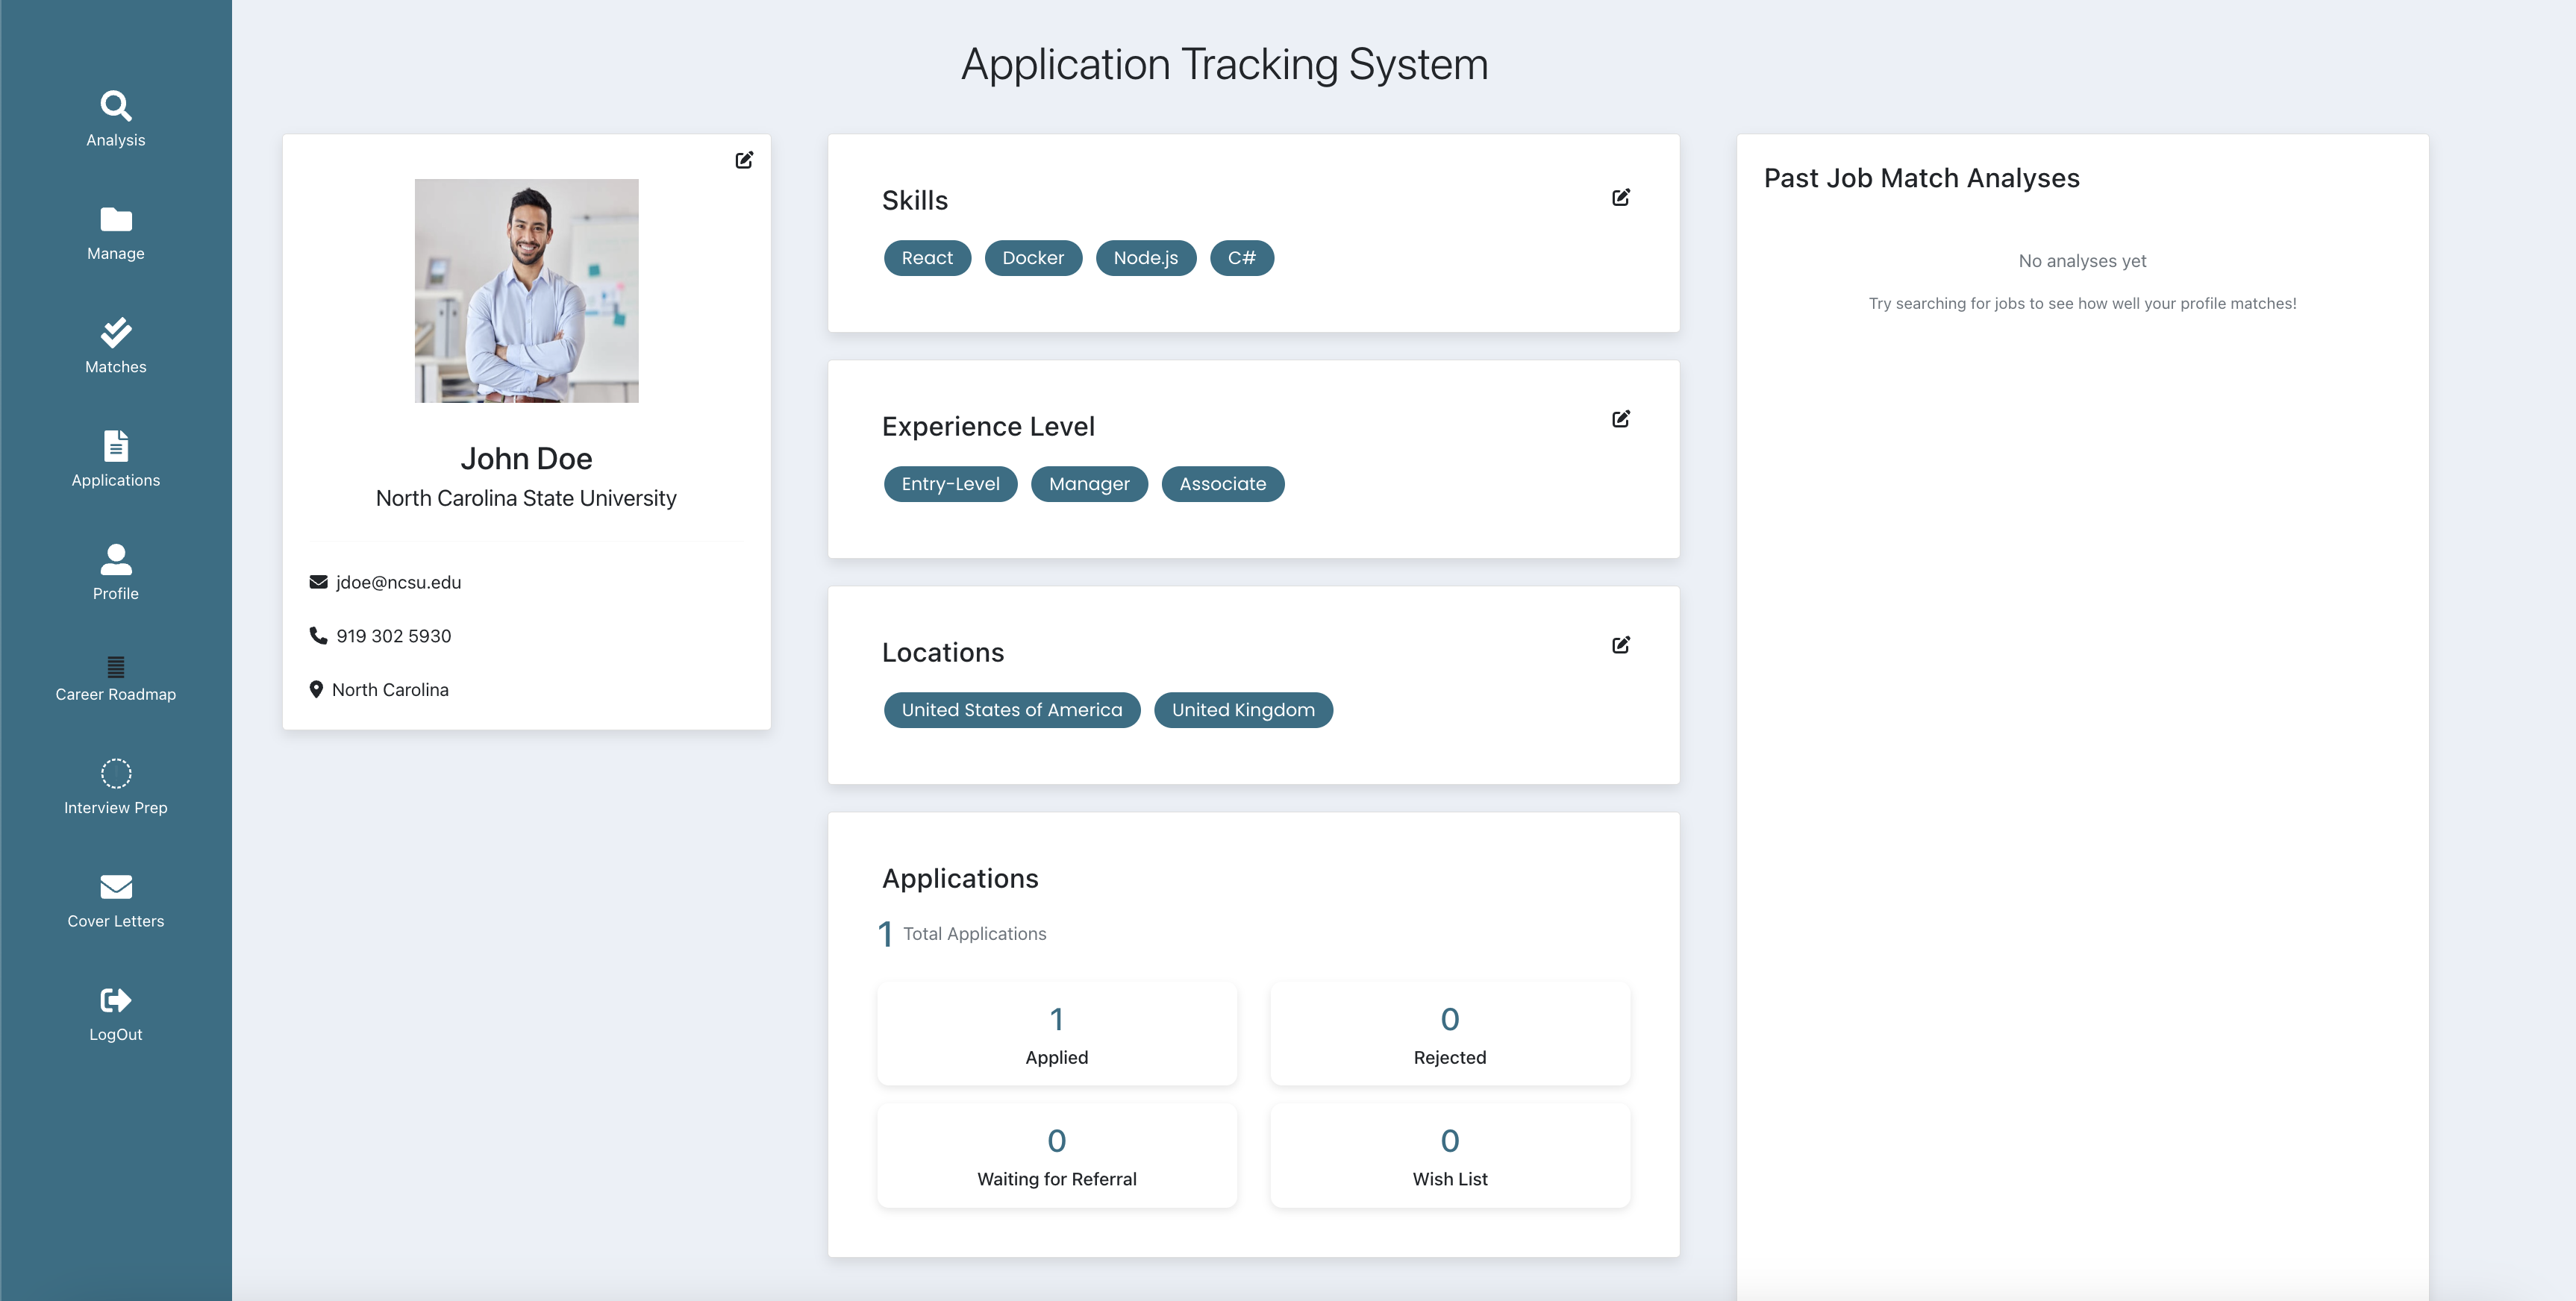 Application Tracking System
Analysis
Manage
Matches
Applications
Profile
Career Roadmap
Interview Prep
Cover Letters
LogOut
John Doe
North Carolina State University
jdoe@ncsu.edu
919 302 5930
North Carolina
Skills
React Docker Node.js C#
Experience Level
Entry-Level Manager Associate
Locations
United States of America United Kingdom
Applications
1 Total Applications
1
Applied
0
Rejected
0
Waiting for Referral
0
Wish List
Past Job Match Analyses
No analyses yet
Try searching for jobs to see how well your profile matches!